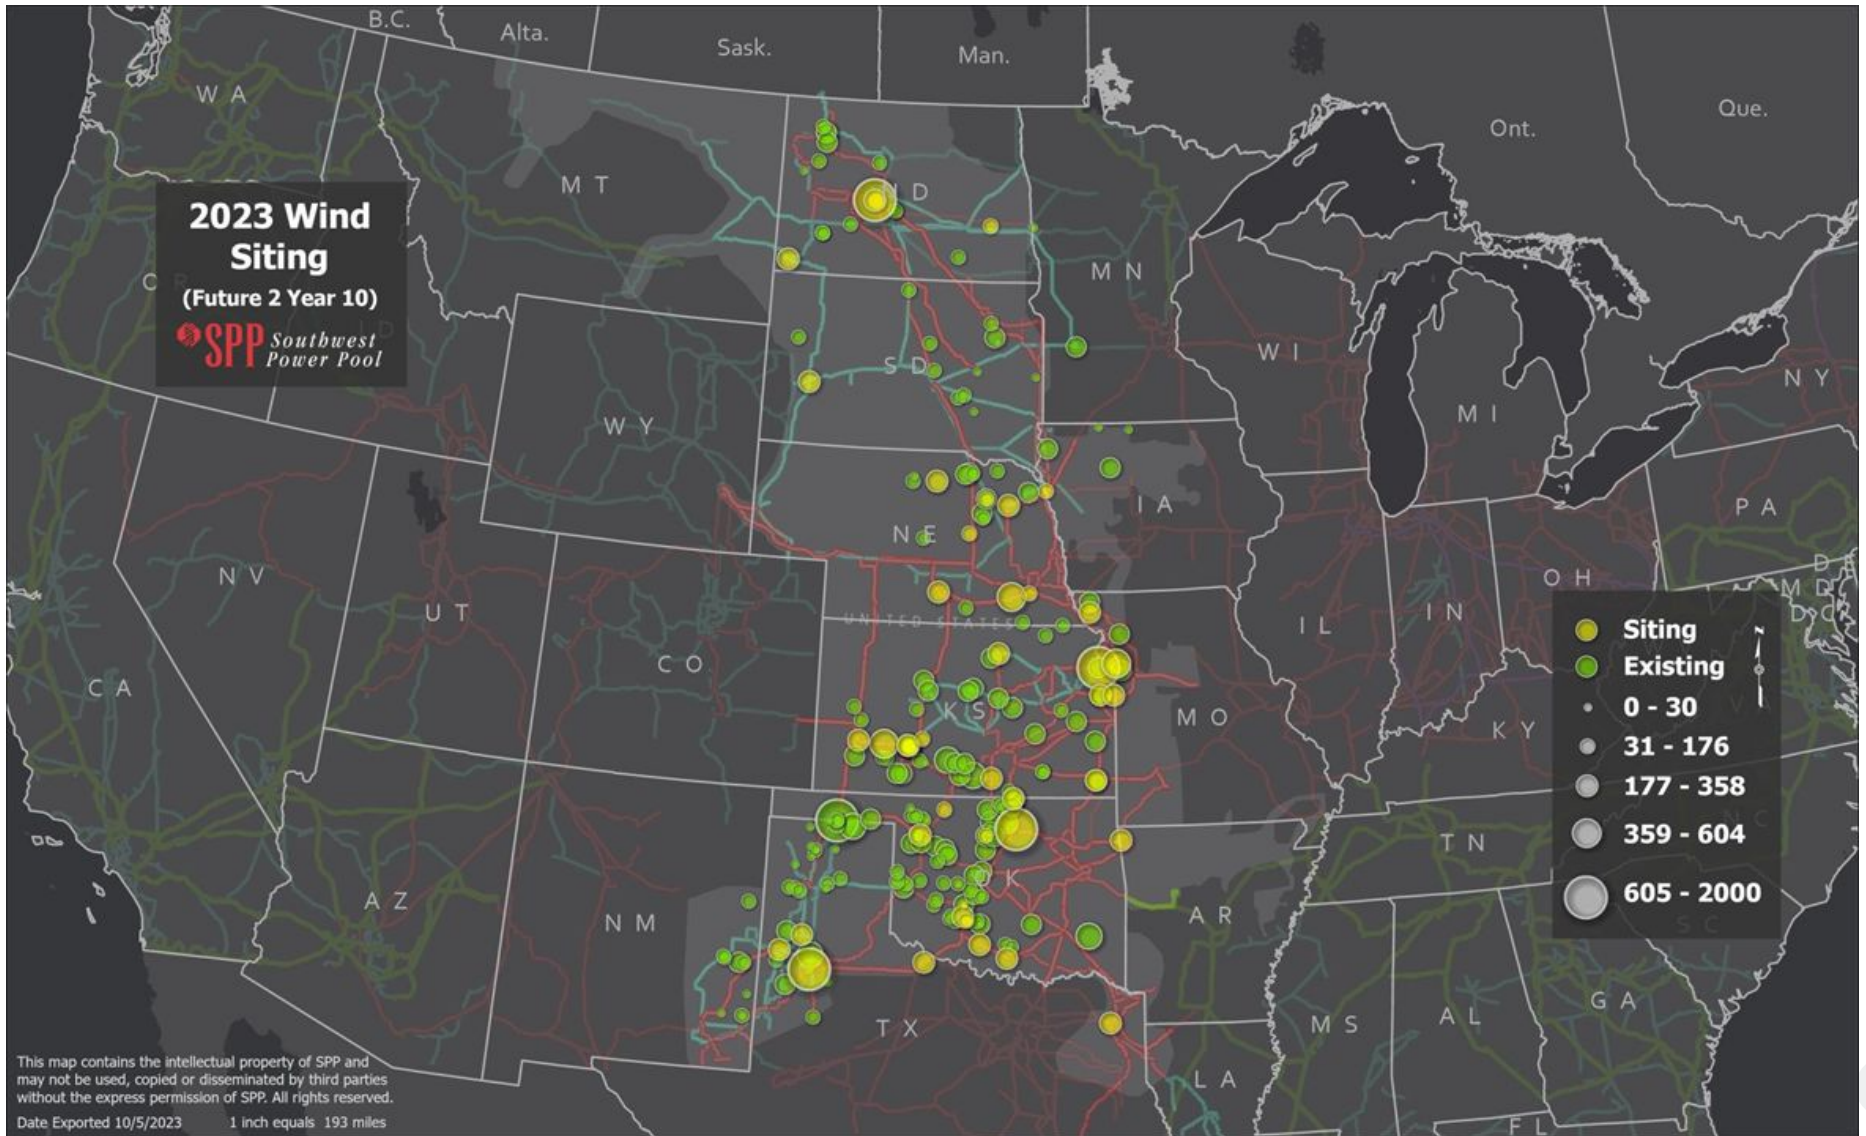 B.C.
Alta.
Sask.
Man.
Ont.
Que.
W A
M T
N D
M N
2023 Wind
Siting
(Future 2 Year 10)
SPP Southwest
Power Pool
O R
I D
S D
W I
M I
N Y
W Y
N E
I A
P A
N V
U T
C O
UNITED STATES
I L
I N
O H
M D
D C
C A
K S
M O
K Y
V A
Siting
Existing
N
0 - 30
31 - 176
177 - 358
359 - 604
605 - 2000
A Z
N M
O K
A R
T N
N C
S C
T X
M S
A L
G A
L A
F L
This map contains the intellectual property of SPP and
may not be used, copied or disseminated by third parties
without the express permission of SPP. All rights reserved.
Date Exported 10/5/2023 1 inch equals 193 miles